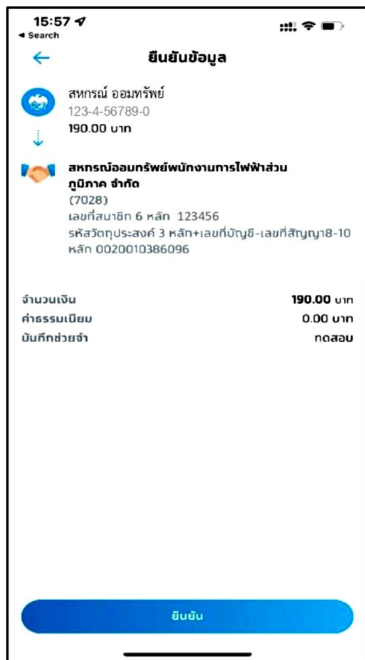 15:57
◄ Search
ยืนยันข้อมูล
สหกรณ์ ออมทรัพย์
123-4-56789-0
190.00 บาท
สหกรณ์ออมทรัพย์พนักงานการไฟฟ้าส่วน
ภูมิภาค จำกัด
(7028)
เลขที่สมาชิก 6 หลัก 123456
รหัสวัตถุประสงค์ 3 หลัก+เลขที่บัญชี-เลขที่สัญญา8-10
หลัก 0020010386096
จำนวนเงิน 190.00 บาท
ค่าธรรมเนียม 0.00 บาท
บันทึกช่วยจำ ทดสอบ
ยืนยัน